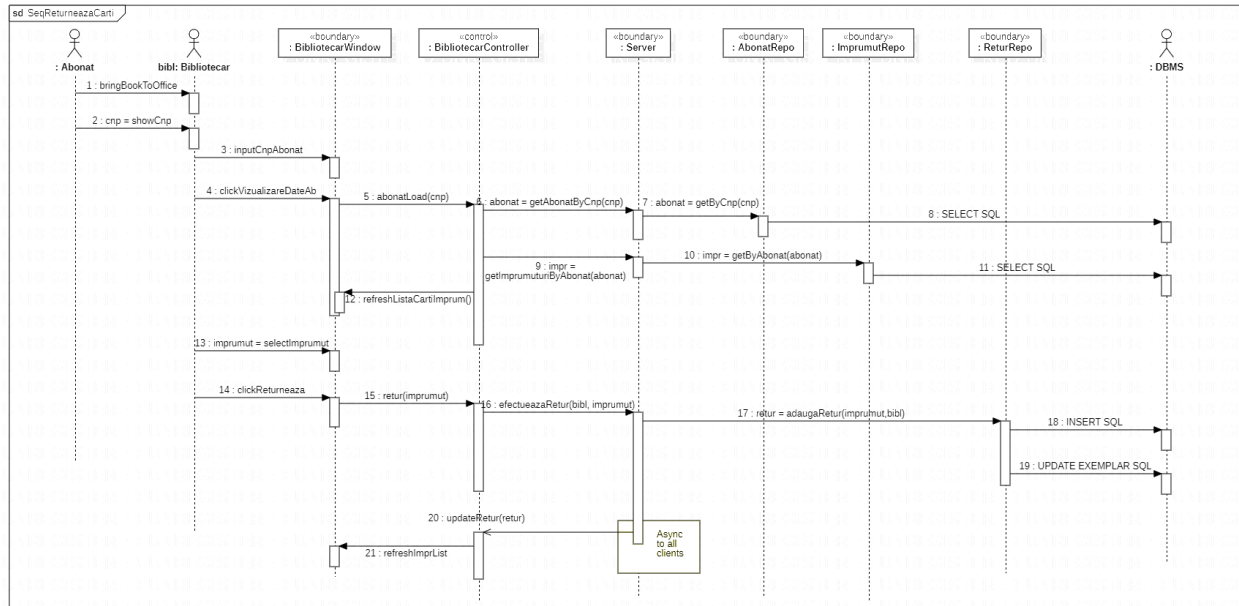 sd SeqReturneazaCarti
: Abonat
bibl: Bibliotecar
«boundary»
: BibliotecarWindow
«control»
: BibliotecarController
«boundary»
: Server
«boundary»
: AbonatRepo
«boundary»
: ImprumutRepo
«boundary»
: ReturRepo
: DBMS
1 : bringBookToOffice
2 : cnp = showCnp
3 : inputCnpAbonat
4 : clickVizualizareDateAb
5 : abonatLoad(cnp)
6 : abonat = getAbonatByCnp(cnp)
7 : abonat = getByCnp(cnp)
8 : SELECT SQL
9 : impr =
getImprumuturiByAbonat(abonat)
10 : impr = getByAbonat(abonat)
11 : SELECT SQL
12 : refreshListaCartiImprum()
13 : imprumut = selectImprumut
14 : clickReturneaza
15 : retur(imprumut)
16 : efectueazaRetur(bibl, imprumut)
17 : retur = adaugaRetur(imprumut,bibl)
18 : INSERT SQL
19 : UPDATE EXEMPLAR SQL
20 : updateRetur(retur)
Async
to all
clients
21 : refreshImprList